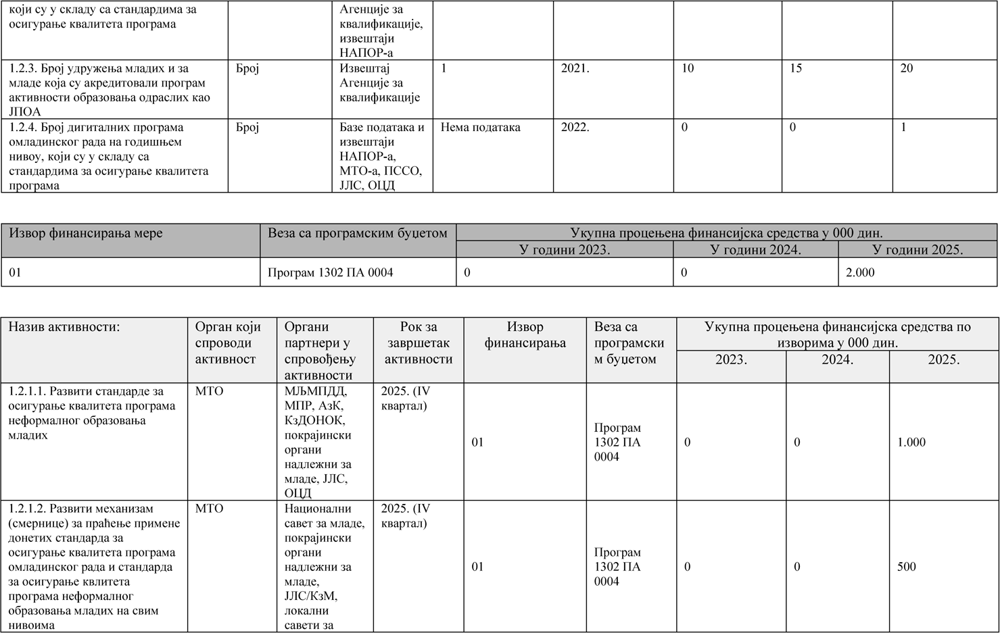 који су у складу са стандардима за
осигурање квалитета програма
Агенције за
квалификације,
извештаји
НАПОР-а
1.2.3. Број удружења младих и за
младе која су акредитовали програм
активности образовања одраслих као
ЈПОА
Број
Извештај
Агенције за
квалификације
1
2021.
10
15
20
1.2.4. Број дигиталних програма
омладинског рада на годишњем
нивоу, који су у складу са
стандардима за осигурање квалитета
програма
Број
Базе података и
извештаји
НАПОР-а,
МТО-а, ПССО,
ЈЛС, ОЦД
Нема података
2022.
0
0
1
Извор финансирања мере
Веза са програмским буџетом
Укупна процењена финансијска средства у 000 дин.
У години 2023.
У години 2024.
У години 2025.
01
Програм 1302 ПА 0004
0
0
2.000
Назив активности:
Орган који
спроводи
активност
Органи
партнери у
спровођењу
активности
Рок за
завршетак
активности
Извор
финансирања
Веза са
програмски
м буџетом
Укупна процењена финансијска средства по
изворима у 000 дин.
2023.
2024.
2025.
1.2.1.1. Развити стандарде за
осигурање квалитета програма
неформалног образовања
младих
МТО
МЉМПДД,
МПР, АзК,
КзДОНОК,
покрајински
органи
надлежни за
младе, ЈЛС,
ОЦД
2025. (IV
квартал)
01
Програм
1302 ПА
0004
0
0
1.000
1.2.1.2. Развити механизам
(смернице) за праћење примене
донетих стандарда за
осигурање квалитета програма
омладинског рада и стандарда
за осигурање квлитета
програма неформалног
образовања младих на свим
нивоима
МТО
Национални
савет за младе,
покрајински
органи
надлежни за
младе,
ЈЛС/КзМ,
локални
савети за
2025. (IV
квартал)
01
Програм
1302 ПА
0004
0
0
500